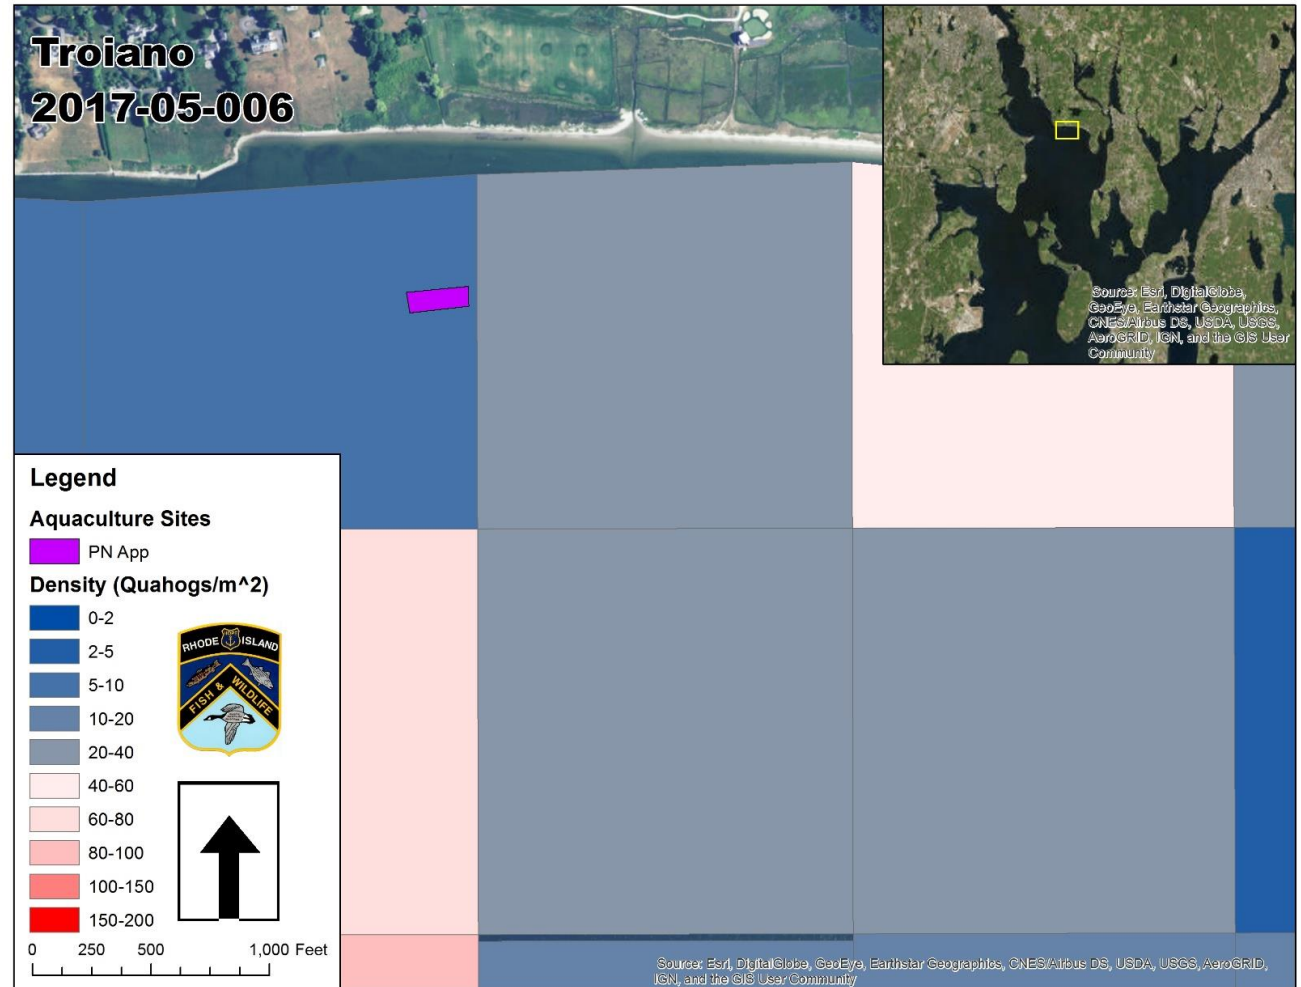 Troiano
2017-05-006
Source: Esri, DigitalGlobe,
GeoEye, Earthstar Geographics,
CNES/Airbus DS, USDA, USGS,
AeroGRID, IGN, and the GIS User
Community
Legend
Aquaculture Sites
PN App
Density (Quahogs/m^2)
0-2
2-5
5-10
10-20
20-40
40-60
60-80
80-100
100-150
150-200
RHODE ISLAND
FISH & WILDLIFE
0 250 500 1,000 Feet
Source: Esri, DigitalGlobe, GeoEye, Earthstar Geographics, CNES/Airbus DS, USDA, USGS, AeroGRID,
IGN, and the GIS User Community